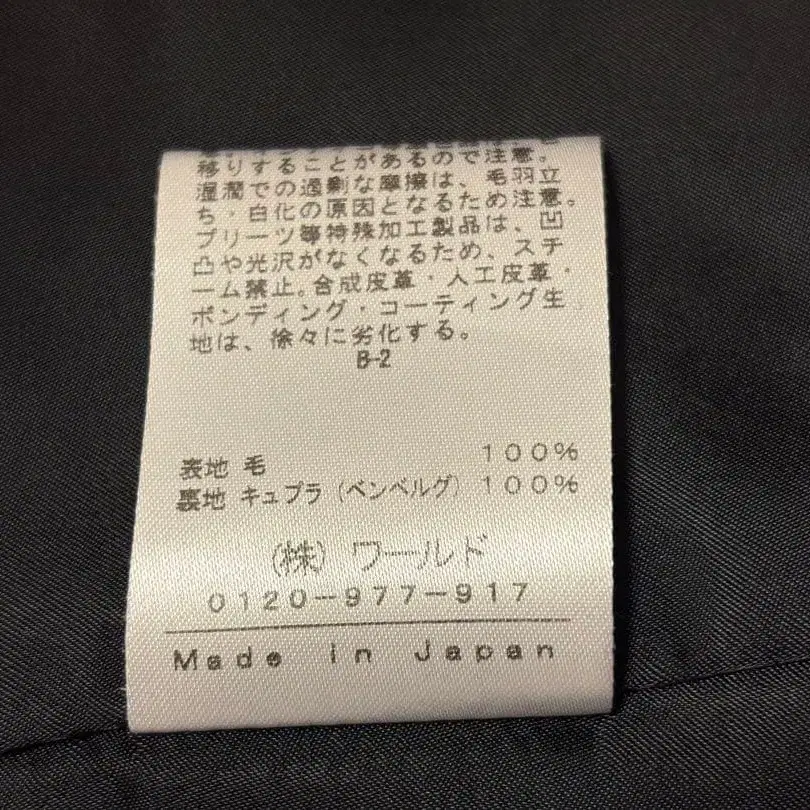 移りすることがあるので注意。
湿潤での過剰な摩擦は、毛羽立
ち・白化の原因となるため注意。
プリーツ等特殊加工製品は、凹
凸や光沢がなくなるため、スチ
ーム禁止。合成皮革・人工皮革・
ボンディング・コーティング生
地は、徐々に劣化する。
B-2
表地 毛 100%
裏地 キュプラ (ベンベルグ) 100%
(株) ワールド
0120-977-917
Made in Japan